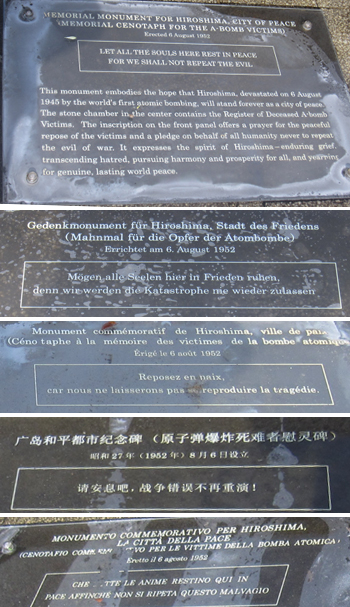 MEMORIAL MONUMENT FOR HIROSHIMA, CITY OF PEACE
(MEMORIAL CENOTAPH FOR THE A-BOMB VICTIMS)
Erected 6 August 1952
LET ALL THE SOULS HERE REST IN PEACE
FOR WE SHALL NOT REPEAT THE EVIL
This monument embodies the hope that Hiroshima, devastated on 6 August
1945 by the world's first atomic bombing, will stand forever as a city of peace.
The stone chamber in the center contains the Register of Deceased A-bomb
Victims. The inscription on the front panel offers a prayer for the peaceful
repose of the victims and a pledge on behalf of all humanity never to repeat
the evil of war. It expresses the spirit of Hiroshima — enduring grief,
transcending hatred, pursuing harmony and prosperity for all, and yearning
for genuine, lasting world peace.
Gedenkmonument für Hiroshima, Stadt des Friedens
(Mahnmal für die Opfer der Atombombe)
Errichtet am 6. August 1952
Mögen alle Seelen hier in Frieden ruhen,
denn wir werden die Katastrophe nie wieder zulassen
Monument commémoratif de Hiroshima, ville de paix
(Cénotaphe à la mémoire des victimes de la bombe atomique
Érigé le 6 août 1952
Reposez en paix,
car nous ne laisserons pas se reproduire la tragédie.
广岛和平都市纪念碑（原子弹爆炸死难者慰灵碑）
昭和27年（1952年）8月6日设立
请安息吧，战争错误不再重演！
MONUMENTO COMMEMORATIVO PER HIROSHIMA,
LA CITTÀ DELLA PACE
(CENOTAFIO PER LE VITTIME DELLA BOMBA ATOMICA)
Eretto il 6 agosto 1952
CHE LE ANIME RESTINO QUI IN
PACE AFFINCHÉ NON SI RIPETA QUESTO MALVAGIO